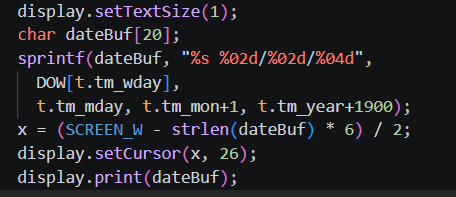 display.setTextSize(1);
char dateBuf[20];
sprintf(dateBuf, "%s %02d/%02d/%04d",
  DOW[t.tm_wday],
  t.tm_mday, t.tm_mon+1, t.tm_year+1900);
x = (SCREEN_W - strlen(dateBuf) * 6) / 2;
display.setCursor(x, 26);
display.print(dateBuf);